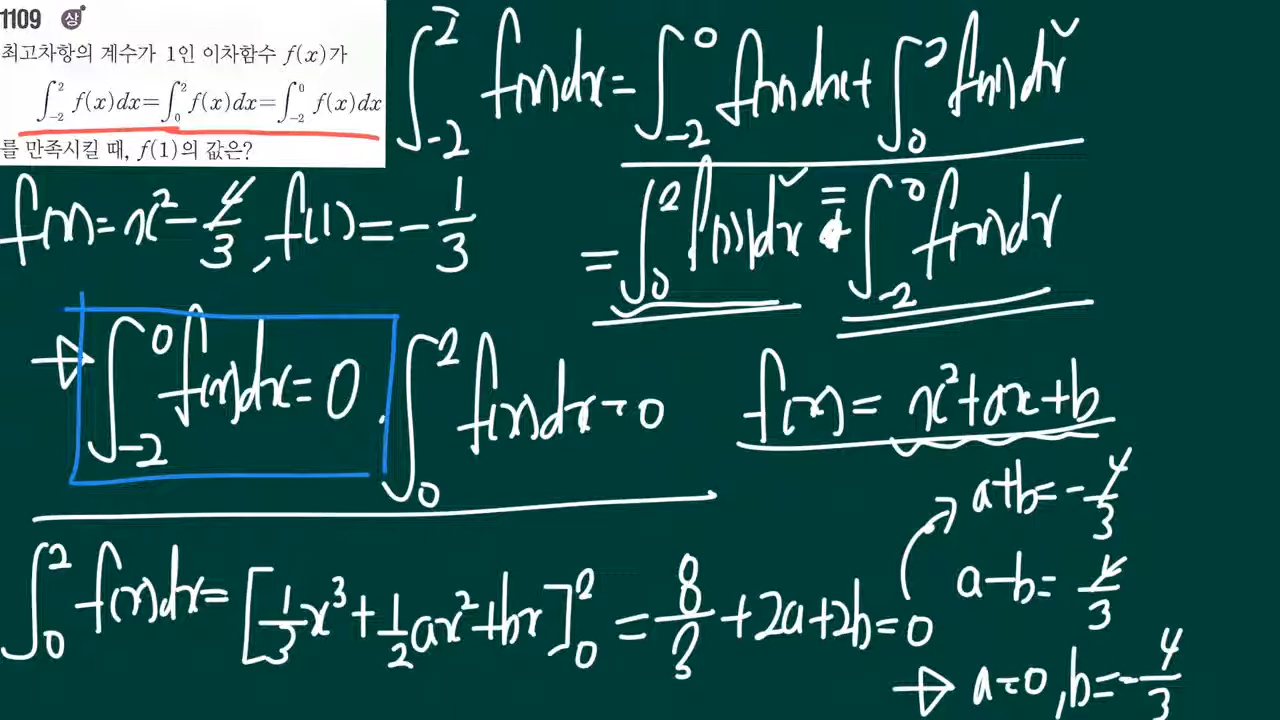 1109 상
최고차항의 계수가 1인 이차함수 f(x)가
∫_{-2}^{2} f(x)dx=∫_{0}^{2} f(x)dx=∫_{-2}^{0} f(x)dx
를 만족시킬 때, f(1)의 값은?
∫_{-2}^{2} f(x)dx = ∫_{-2}^{0} f(x)dx + ∫_{0}^{2} f(x)dx
= ∫_{0}^{2} f(x)dx = ∫_{-2}^{0} f(x)dx
f(x) = x² - 4/3, f(1) = -1/3
→ ∫_{-2}^{0} f(x)dx = 0. ∫_{0}^{2} f(x)dx = 0
f(x) = x²+ax+b
∫_{0}^{2} f(x)dx = [1/3 x³ + 1/2 ax² + bx]_{0}^{2} = 8/3 + 2a + 2b = 0
a+b = -4/3
a-b = 4/3
→ a=0, b=-4/3